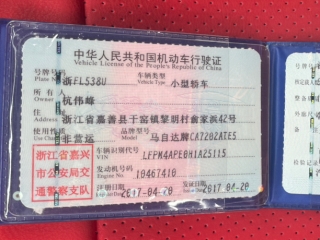 中华人民共和国机动车行驶证
Vehicle License of the People's Republic of China
号牌号码 浙FL538U 车辆类型 Vehicle Type 小型轿车
所有人 Owner 杭伟峰
住址 浙江省嘉善县干窑镇黎明村俞家浜42号
使用性质 Use Character 非营运 品牌型号 Model 马自达牌CA7202ATE5
浙江省嘉兴
市公安局交
通警察支队
车辆识别代号 VIN LFPM4APE0H1A25115
发动机号码 Engine No. 10467410
注册日期 2017-04-20 发证日期 2017-04-20